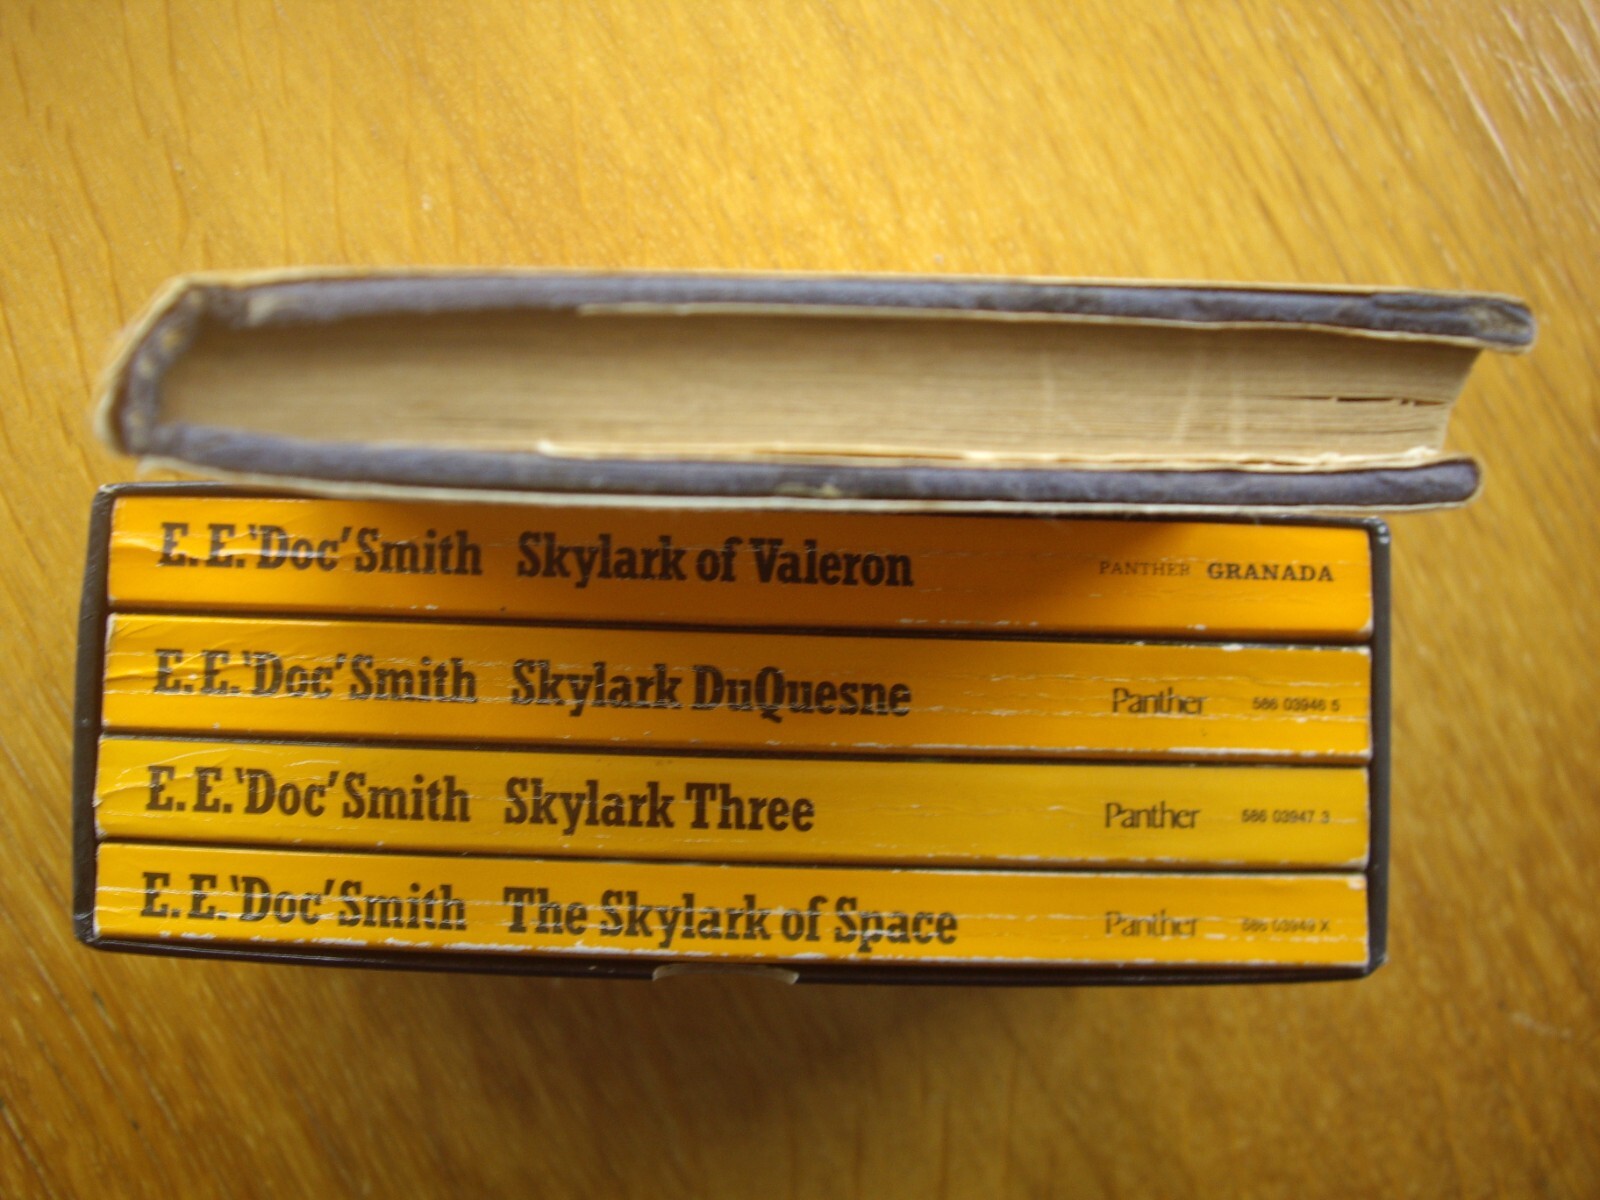 E.E.'Doc'Smith Skylark of Valeron PANTHER GRANADA
E.E.'Doc'Smith Skylark DuQuesne Panther 586 03946 5
E.E.'Doc'Smith Skylark Three Panther 586 03947 3
E.E.'Doc'Smith The Skylark of Space Panther 586 03949 X